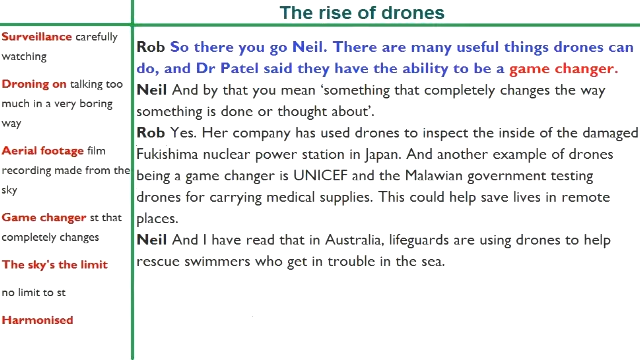 The rise of drones
Surveillance carefully
watching
Droning on talking too
much in a very boring
way
Aerial footage film
recording made from the
sky
Game changer st that
completely changes
The sky's the limit
no limit to st
Harmonised
Rob So there you go Neil. There are many useful things drones can
do, and Dr Patel said they have the ability to be a game changer.
Neil And by that you mean ‘something that completely changes the way
something is done or thought about’.
Rob Yes. Her company has used drones to inspect the inside of the damaged
Fukishima nuclear power station in Japan. And another example of drones
being a game changer is UNICEF and the Malawian government testing
drones for carrying medical supplies. This could help save lives in remote
places.
Neil And I have read that in Australia, lifeguards are using drones to help
rescue swimmers who get in trouble in the sea.